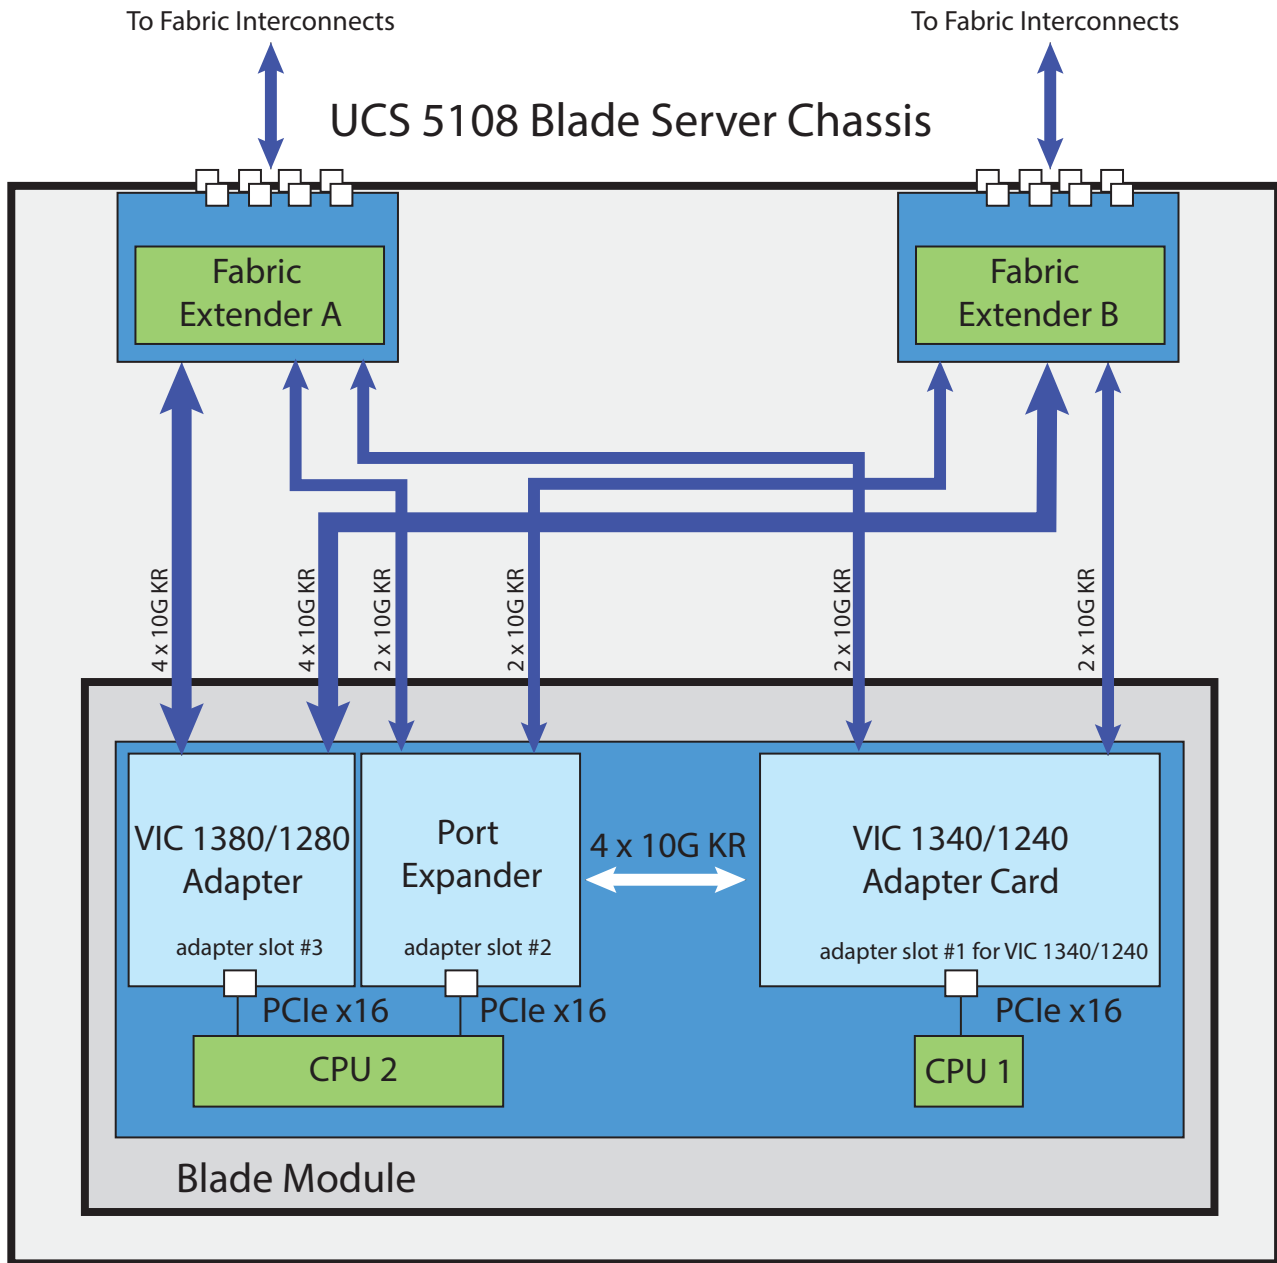 To Fabric Interconnects
To Fabric Interconnects
UCS 5108 Blade Server Chassis
Fabric
Extender A
Fabric
Extender B
4 x 10G KR
4 x 10G KR
2 x 10G KR
2 x 10G KR
2 x 10G KR
2 x 10G KR
VIC 1380/1280
Adapter
adapter slot #3
Port
Expander
adapter slot #2
4 x 10G KR
VIC 1340/1240
Adapter Card
adapter slot #1 for VIC 1340/1240
PCIe x16
PCIe x16
PCIe x16
CPU 2
CPU 1
Blade Module